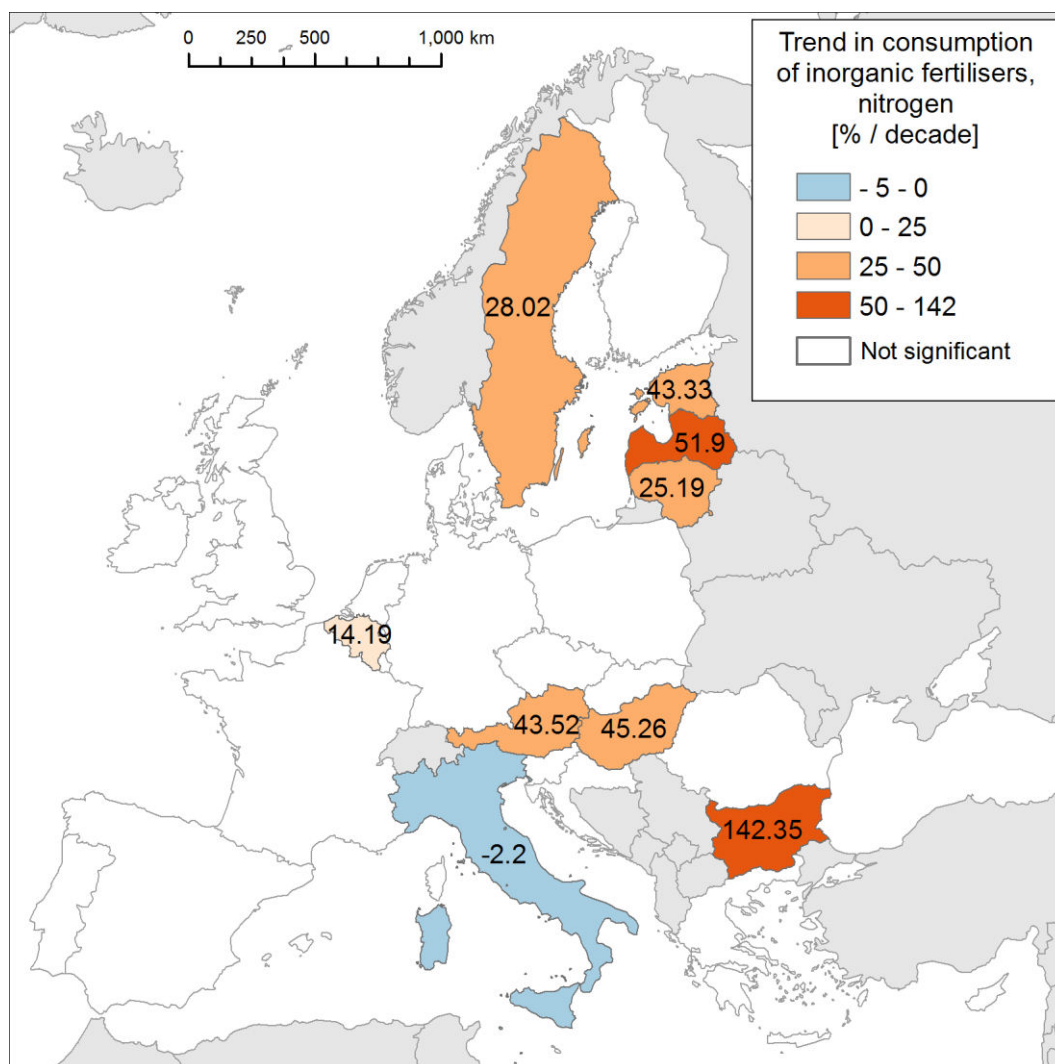 0 250 500 1,000 km
Trend in consumption
of inorganic fertilisers,
nitrogen
[% / decade]
- 5 - 0
0 - 25
25 - 50
50 - 142
Not significant
28.02
43.33
51.9
25.19
14.19
43.52
45.26
142.35
-2.2